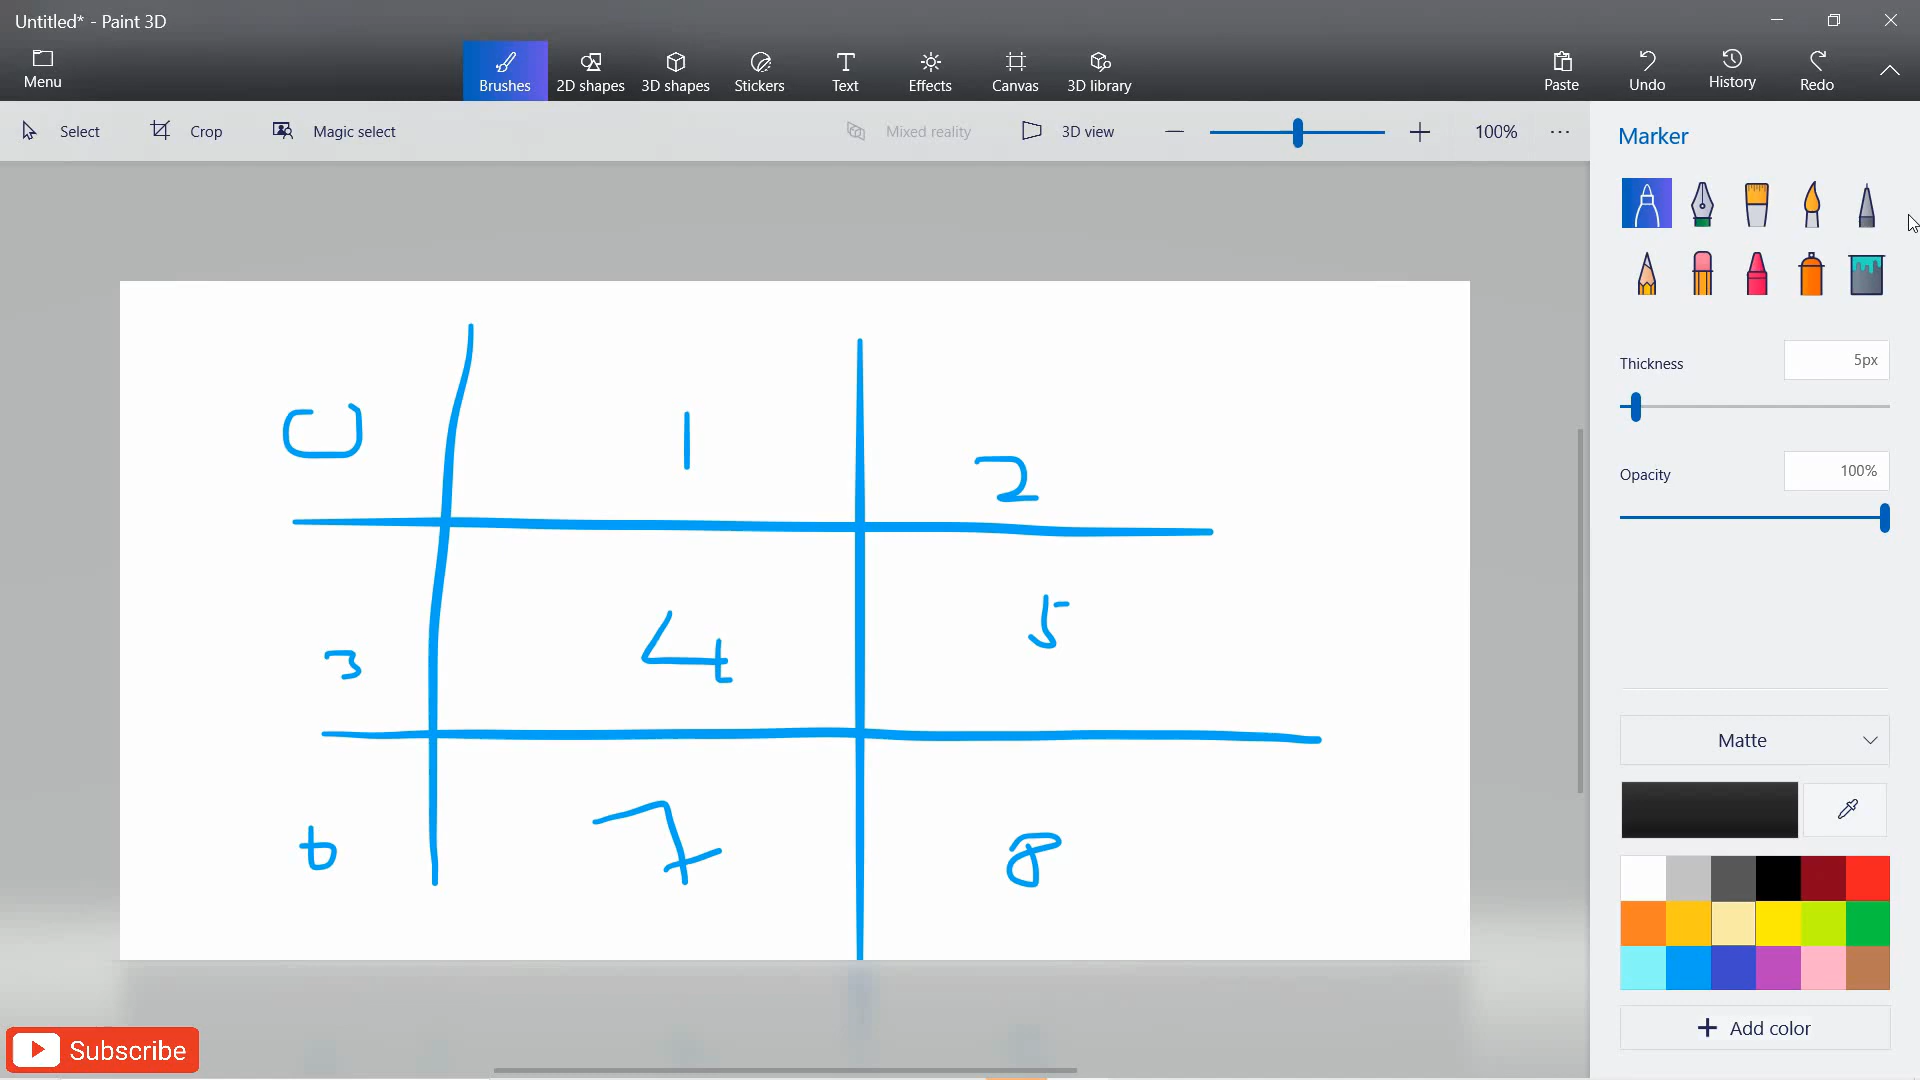 Untitled* - Paint 3D
Menu
Brushes 2D shapes 3D shapes Stickers Text Effects Canvas 3D library
Paste Undo History Redo
Select Crop Magic select Mixed reality 3D view 100%
Marker
Thickness 5px
Opacity 100%
Matte
Add color
0 1 2
3 4 5
6 7 8
Subscribe